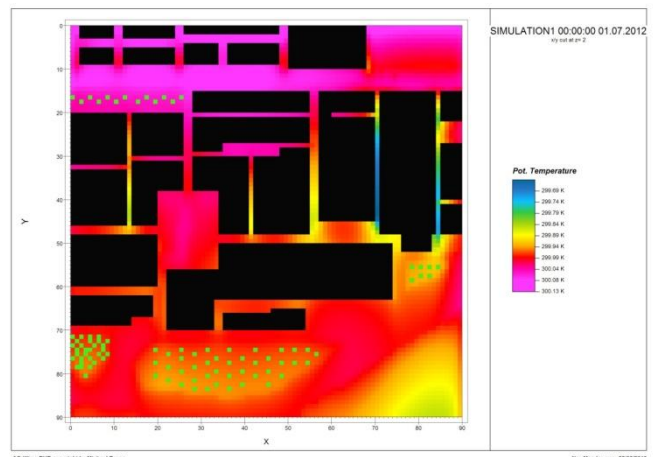 SIMULATION1 00:00:00 01.07.2012
x/y cut at z= 2
Pot. Temperature
299.69 K
299.74 K
299.79 K
299.84 K
299.89 K
299.94 K
299.99 K
300.04 K
300.08 K
300.13 K
Y
0
10
20
30
40
50
60
70
80
90
0 10 20 30 40 50 60 70 80 90
X